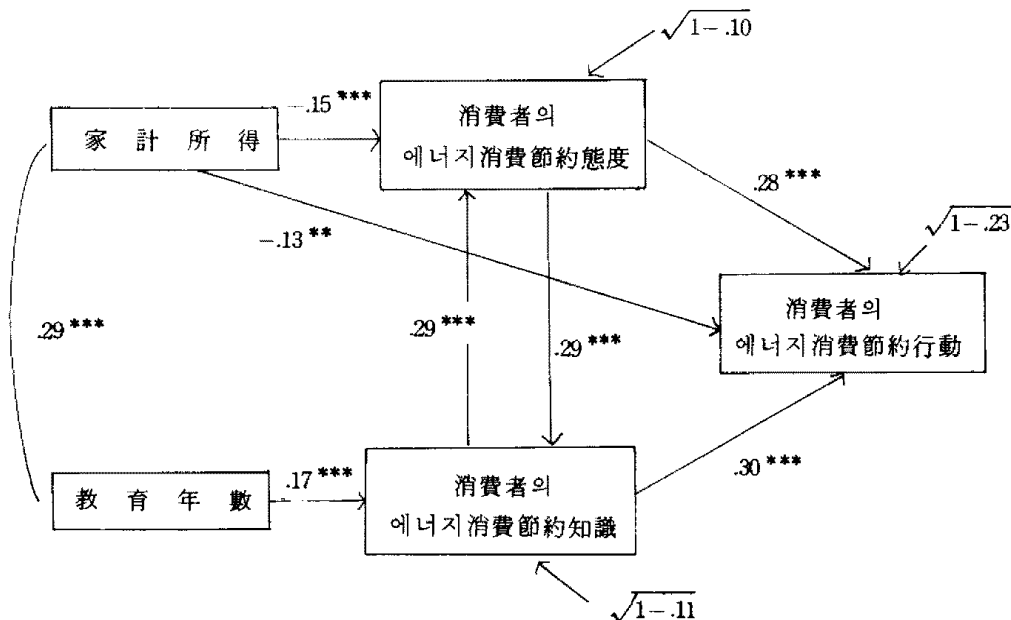 √1−.10
−.15 ***
消費者의
에너지消費節約態度
家 計 所 得
.28 ***
−.13 **
√1−.23
消費者의
에너지消費節約行動
.29 ***
.29 ***
.29 ***
.30 ***
.17 ***
消費者의
에너지消費節約知識
教 育 年 數
√1−.11